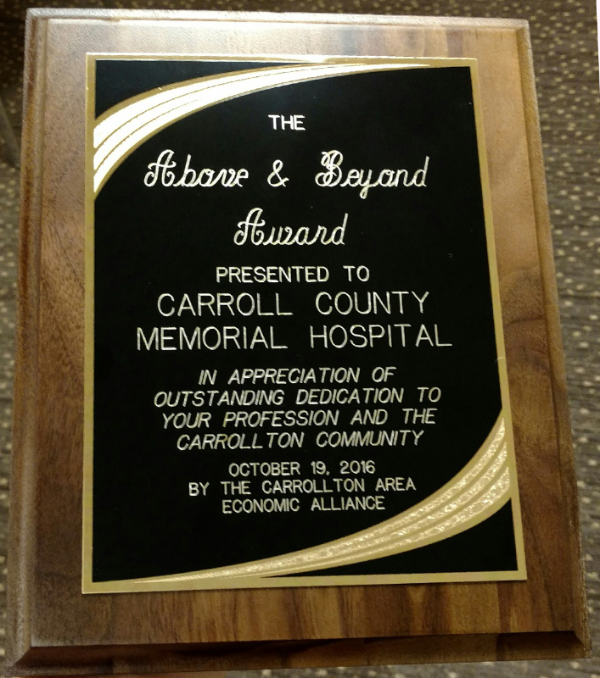 THE
Above & Beyond
Award
PRESENTED TO
CARROLL COUNTY
MEMORIAL HOSPITAL
IN APPRECIATION OF
OUTSTANDING DEDICATION TO
YOUR PROFESSION AND THE
CARROLLTON COMMUNITY
OCTOBER 19, 2016
BY THE CARROLLTON AREA
ECONOMIC ALLIANCE